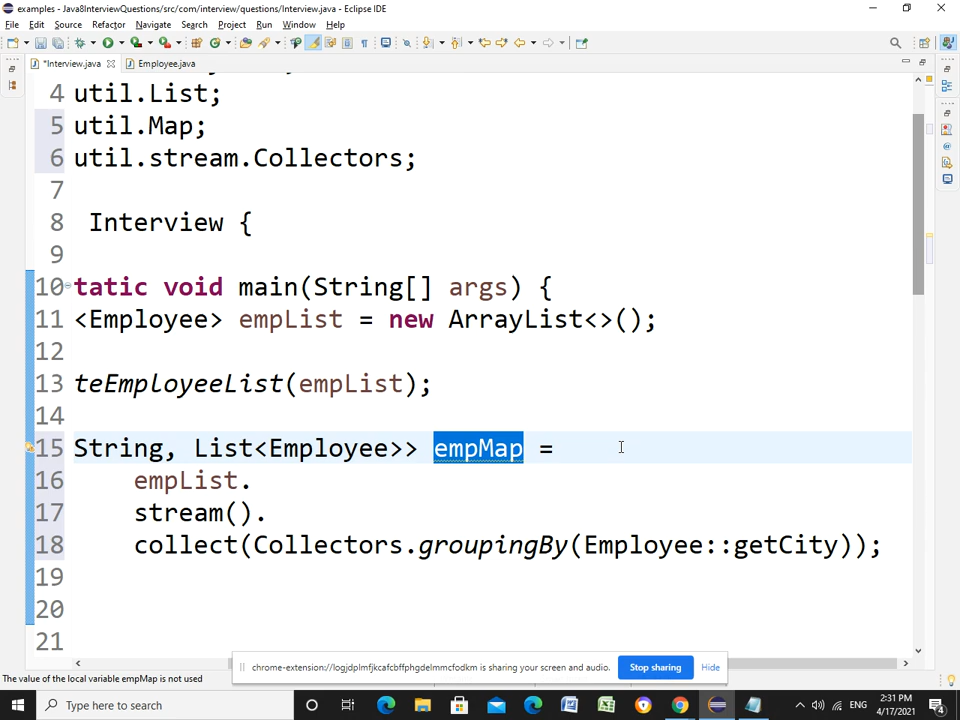 examples - Java8InterviewQuestions/src/com/interview/questions/Interview.java - Eclipse IDE
File Edit Source Refactor Navigate Search Project Run Window Help
*Interview.java Employee.java
4 util.List;
5 util.Map;
6 util.stream.Collectors;
7
8 Interview {
9
10 tatic void main(String[] args) {
11 <Employee> empList = new ArrayList<>();
12
13 teEmployeeList(empList);
14
15 String, List<Employee>> empMap =
16 empList.
17 stream().
18 collect(Collectors.groupingBy(Employee::getCity));
19
20
21
chrome-extension://logjdplmfjkcafcbffphgdelmmcfodkm is sharing your screen and audio. Stop sharing Hide
The value of the local variable empMap is not used
Type here to search
ENG
2:31 PM
4/17/2021
4